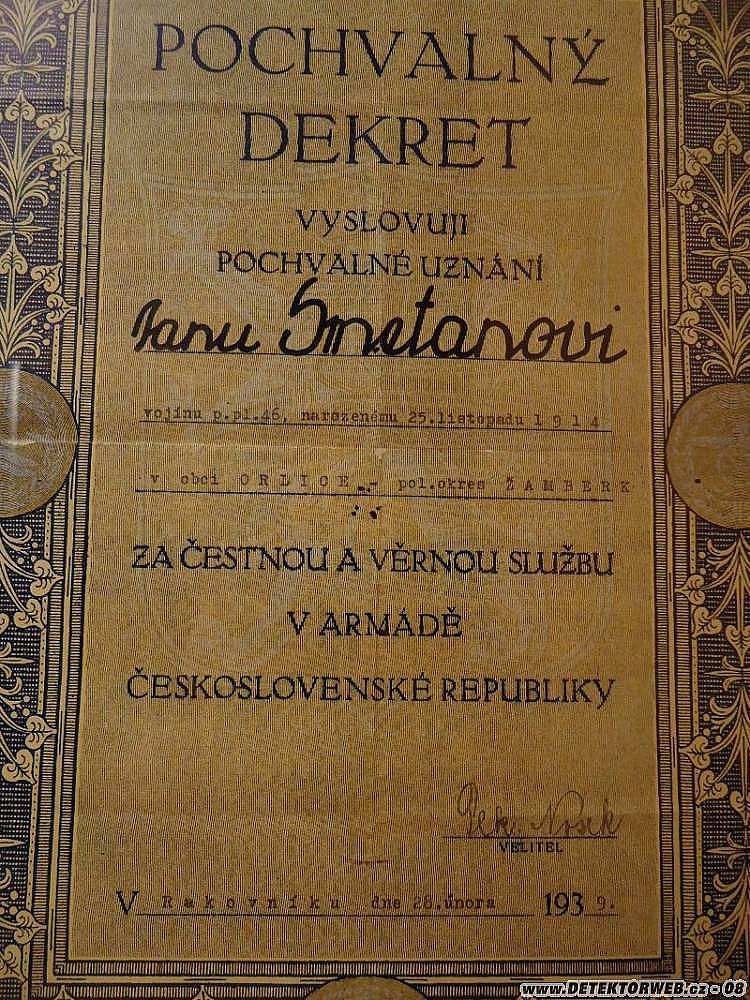 POCHVALNÝ
DEKRET
VYSLOVUJI
POCHVALNÉ UZNÁNÍ
Janu Smetanovi
vojínu p.pl.46, narozenému 25.listopadu 1914
v obci ORLICE - pol.okres ŽAMBERK
ZA ČESTNOU A VĚRNOU SLUŽBU
V ARMÁDĚ
ČESKOSLOVENSKÉ REPUBLIKY
VELITEL
V Rakovníku dne 28.února 1939.
www.DETEKTORWEB.cz - 08